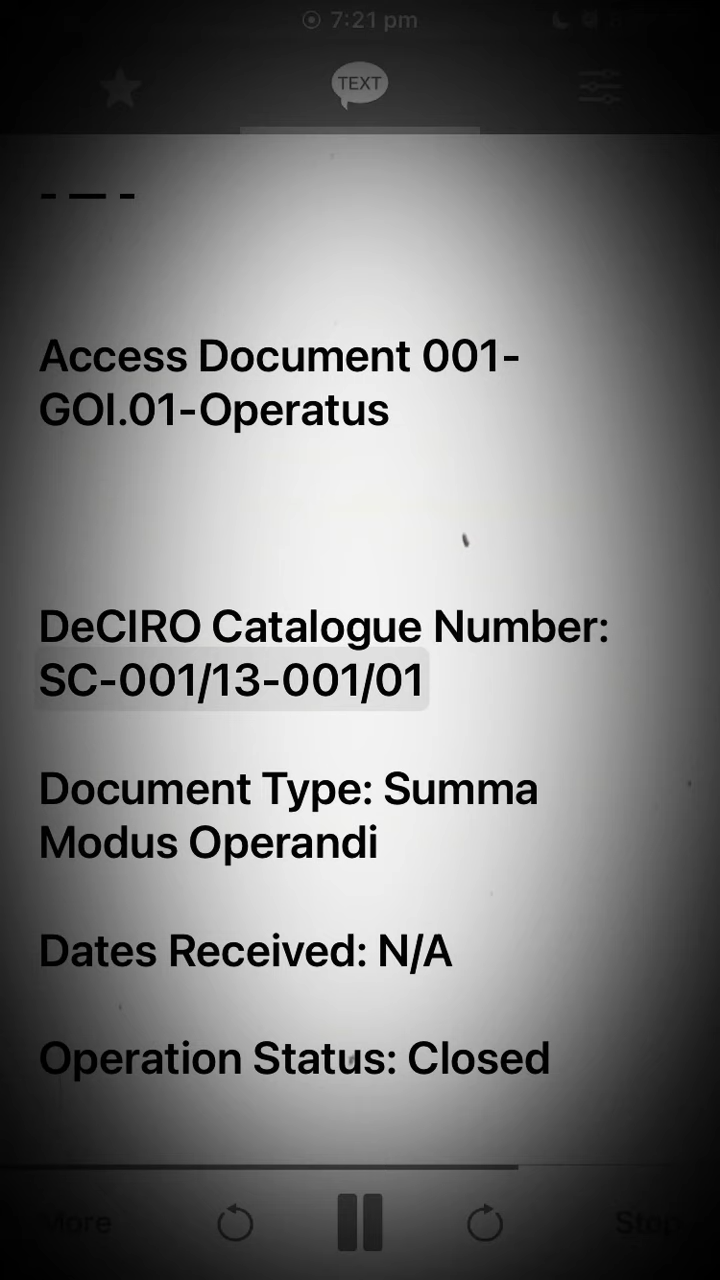 7:21 pm
TEXT
- — -
Access Document 001-
GOI.01-Operatus
DeCIRO Catalogue Number:
SC-001/13-001/01
Document Type: Summa
Modus Operandi
Dates Received: N/A
Operation Status: Closed
More
Stop